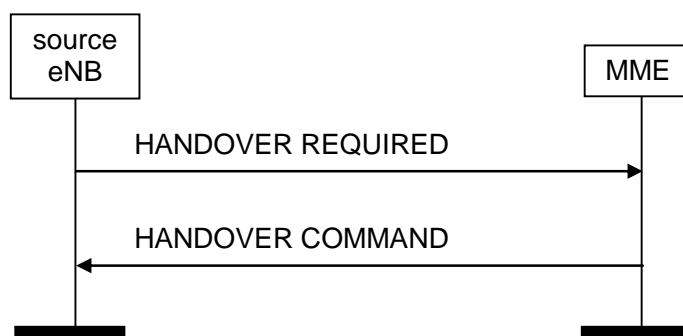 source
eNB
MME
HANDOVER REQUIRED
HANDOVER COMMAND